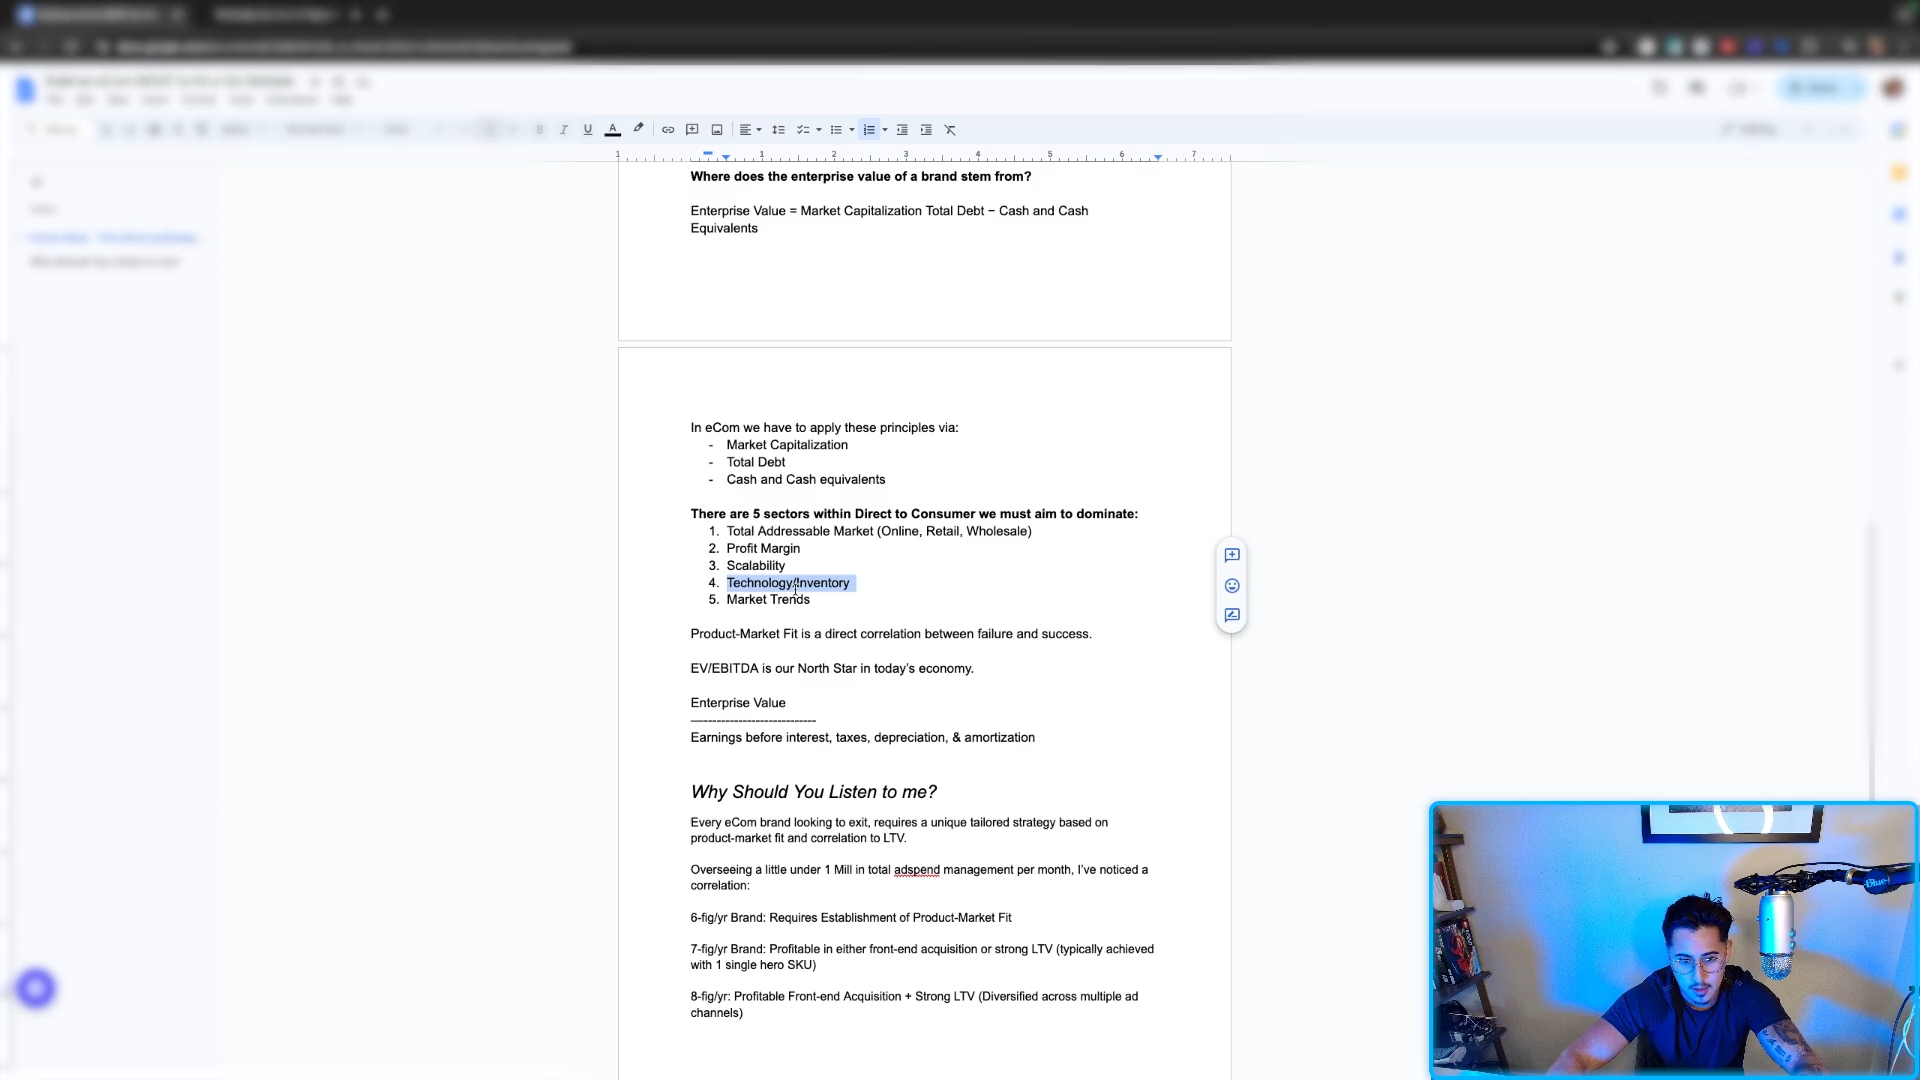 1 1 2 3 4 5 6 7
Where does the enterprise value of a brand stem from?
Enterprise Value = Market Capitalization Total Debt − Cash and Cash
Equivalents
In eCom we have to apply these principles via:
- Market Capitalization
- Total Debt
- Cash and Cash equivalents
There are 5 sectors within Direct to Consumer we must aim to dominate:
1. Total Addressable Market (Online, Retail, Wholesale)
2. Profit Margin
3. Scalability
4. Technology/Inventory
5. Market Trends
Product-Market Fit is a direct correlation between failure and success.
EV/EBITDA is our North Star in today's economy.
Enterprise Value
----------------------------
Earnings before interest, taxes, depreciation, & amortization
Why Should You Listen to me?
Every eCom brand looking to exit, requires a unique tailored strategy based on
product-market fit and correlation to LTV.
Overseeing a little under 1 Mill in total adspend management per month, I've noticed a
correlation:
6-fig/yr Brand: Requires Establishment of Product-Market Fit
7-fig/yr Brand: Profitable in either front-end acquisition or strong LTV (typically achieved
with 1 single hero SKU)
8-fig/yr: Profitable Front-end Acquisition + Strong LTV (Diversified across multiple ad
channels)
Blue